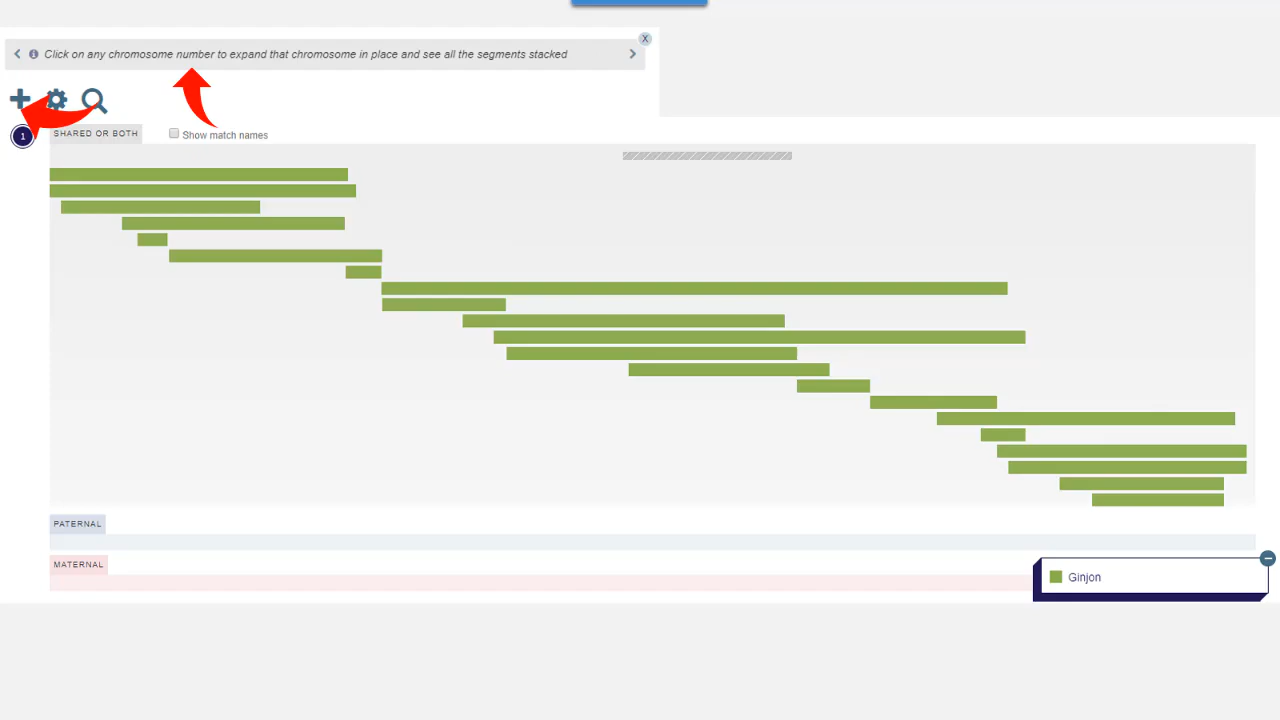 Click on any chromosome number to expand that chromosome in place and see all the segments stacked
X
1
SHARED OR BOTH
Show match names
PATERNAL
MATERNAL
Ginjon